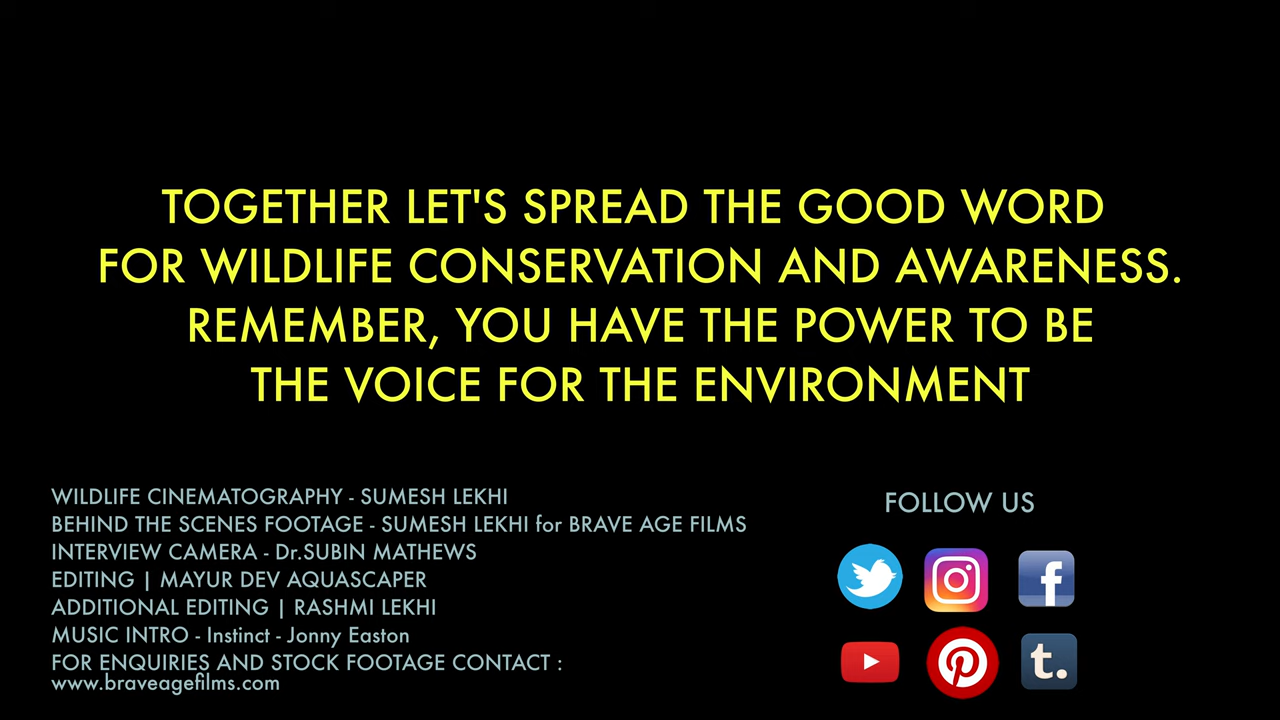 TOGETHER LET'S SPREAD THE GOOD WORD
FOR WILDLIFE CONSERVATION AND AWARENESS.
REMEMBER, YOU HAVE THE POWER TO BE
THE VOICE FOR THE ENVIRONMENT
WILDLIFE CINEMATOGRAPHY - SUMESH LEKHI
BEHIND THE SCENES FOOTAGE - SUMESH LEKHI for BRAVE AGE FILMS
INTERVIEW CAMERA - Dr.SUBIN MATHEWS
EDITING | MAYUR DEV AQUASCAPER
ADDITIONAL EDITING | RASHMI LEKHI
MUSIC INTRO - Instinct - Jonny Easton
FOR ENQUIRIES AND STOCK FOOTAGE CONTACT :
www.braveagefilms.com
FOLLOW US
f
t.